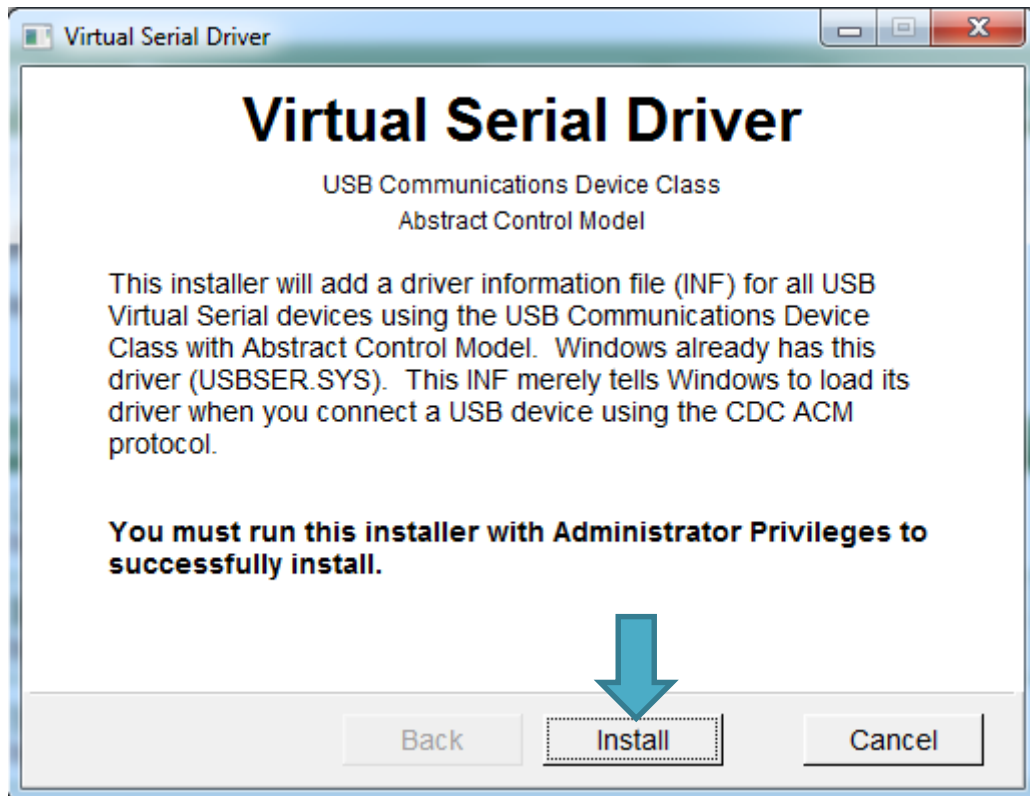 Virtual Serial Driver
Virtual Serial Driver
USB Communications Device Class
Abstract Control Model
This installer will add a driver information file (INF) for all USB
Virtual Serial devices using the USB Communications Device
Class with Abstract Control Model.  Windows already has this
driver (USBSER.SYS).  This INF merely tells Windows to load its
driver when you connect a USB device using the CDC ACM
protocol.
You must run this installer with Administrator Privileges to
successfully install.
Back Install Cancel